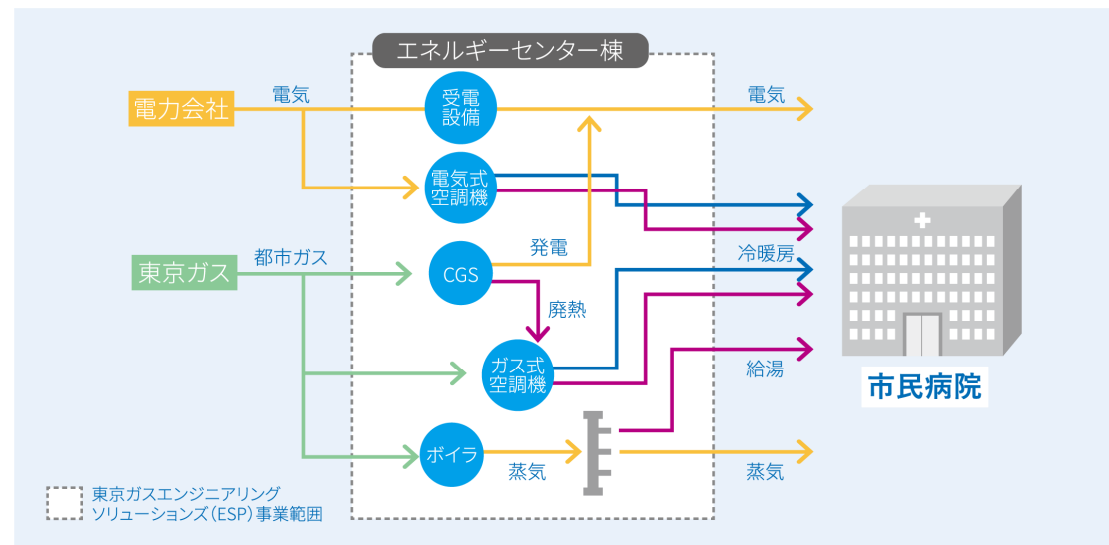 エネルギーセンター棟
電力会社
電気
受電
設備
電気
電気式
空調機
東京ガス
都市ガス
CGS
発電
冷暖房
廃熱
ガス式
空調機
給湯
市民病院
ボイラ
蒸気
蒸気
東京ガスエンジニアリング
ソリューションズ(ESP)事業範囲